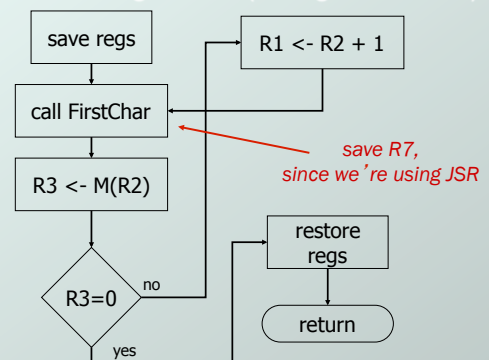 save regs
R1 <- R2 + 1
call FirstChar
save R7,
since we're using JSR
R3 <- M(R2)
restore
regs
no
R3=0
return
yes